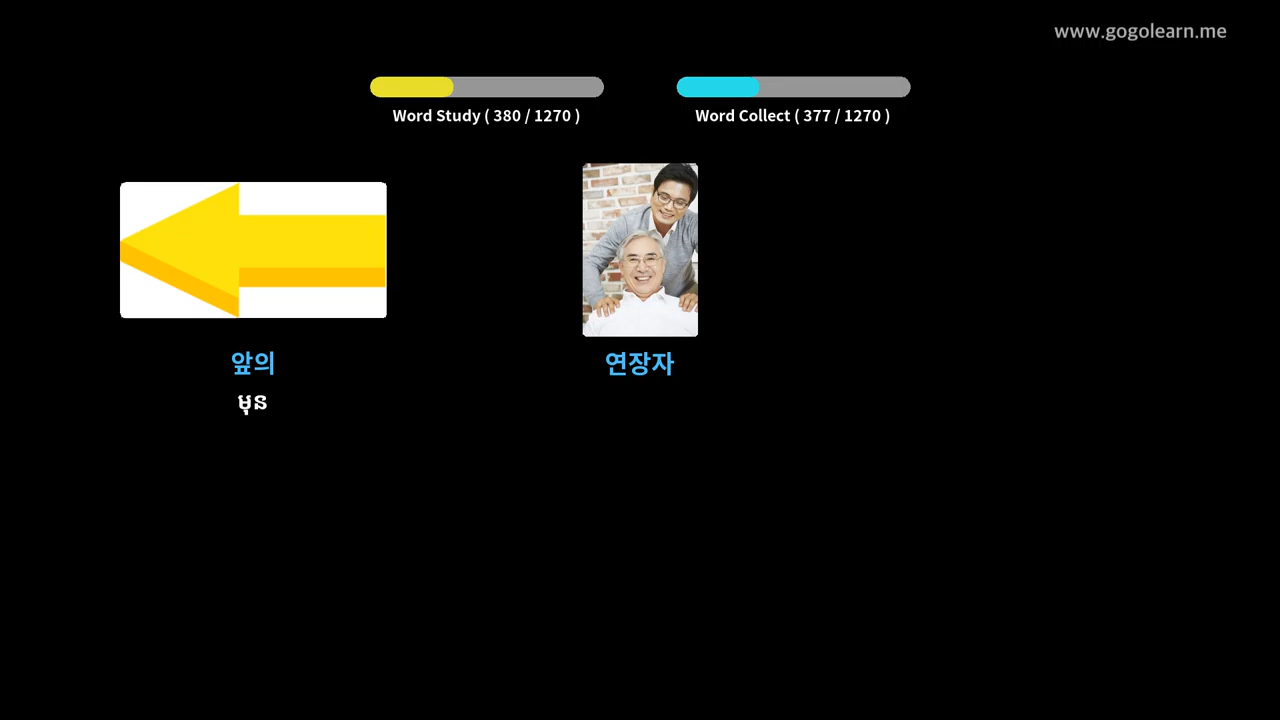 www.gogolearn.me
Word Study ( 380 / 1270 )
Word Collect ( 377 / 1270 )
앞의
연장자
មុន